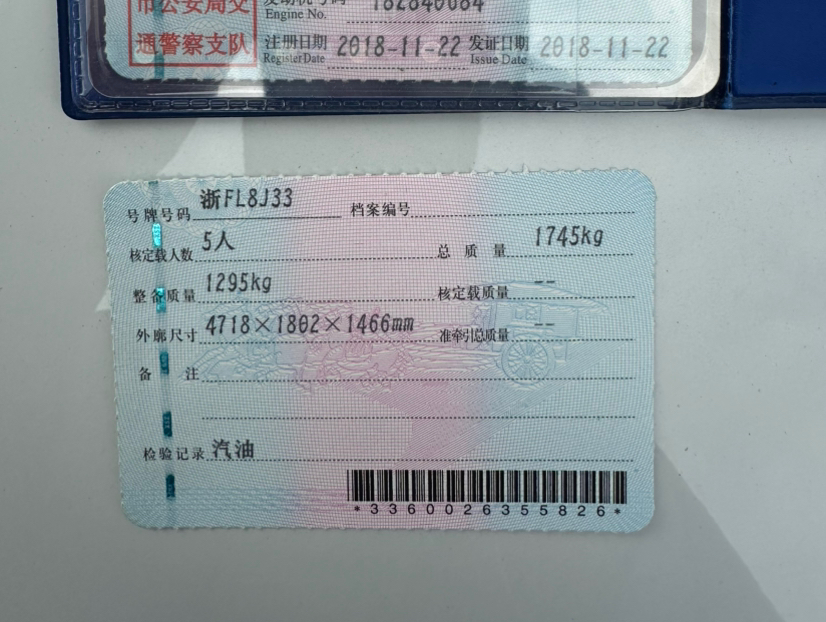 市公安局交
Engine No. 182840084
通警察支队
注册日期 2018-11-22 发证日期 2018-11-22
Register Date Issue Date
号牌号码 浙FL8J33 档案编号
核定载人数 5人 总质量 1745kg
整备质量 1295kg 核定载质量 --
外廓尺寸 4718×1802×1466mm 准牵引总质量 --
备注
检验记录 汽油
*3360026355826*